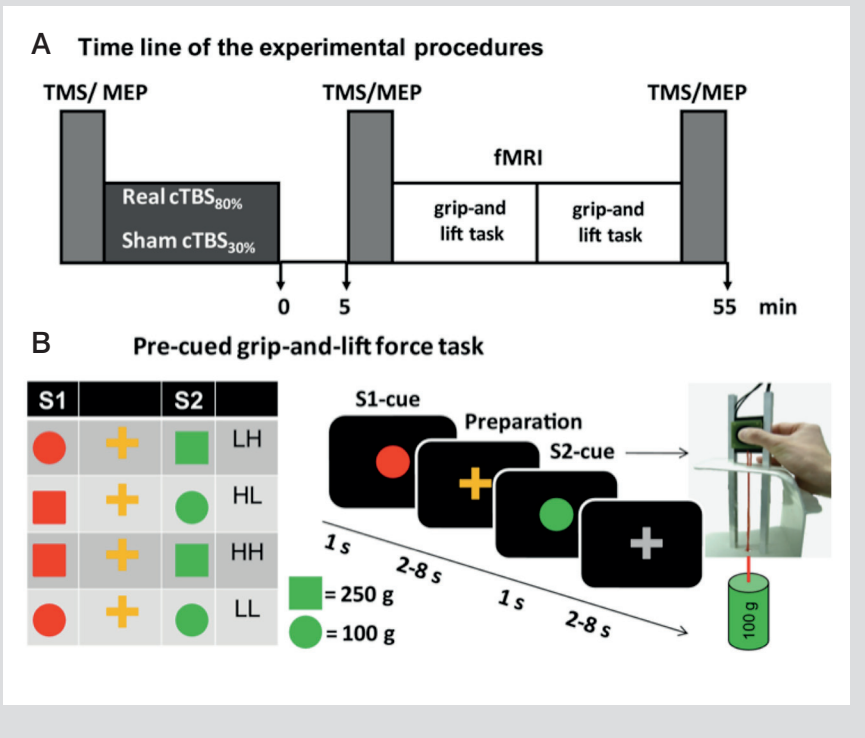 A Time line of the experimental procedures
TMS/ MEP TMS/MEP TMS/MEP
fMRI
Real cTBS80%
Sham cTBS30%
grip-and
lift task
grip-and
lift task
0 5 55 min
B Pre-cued grip-and-lift force task
S1 S2
LH
HL
HH
LL
S1-cue
Preparation
S2-cue
1 s
2-8 s
1 s
2-8 s
= 250 g
= 100 g
100 g